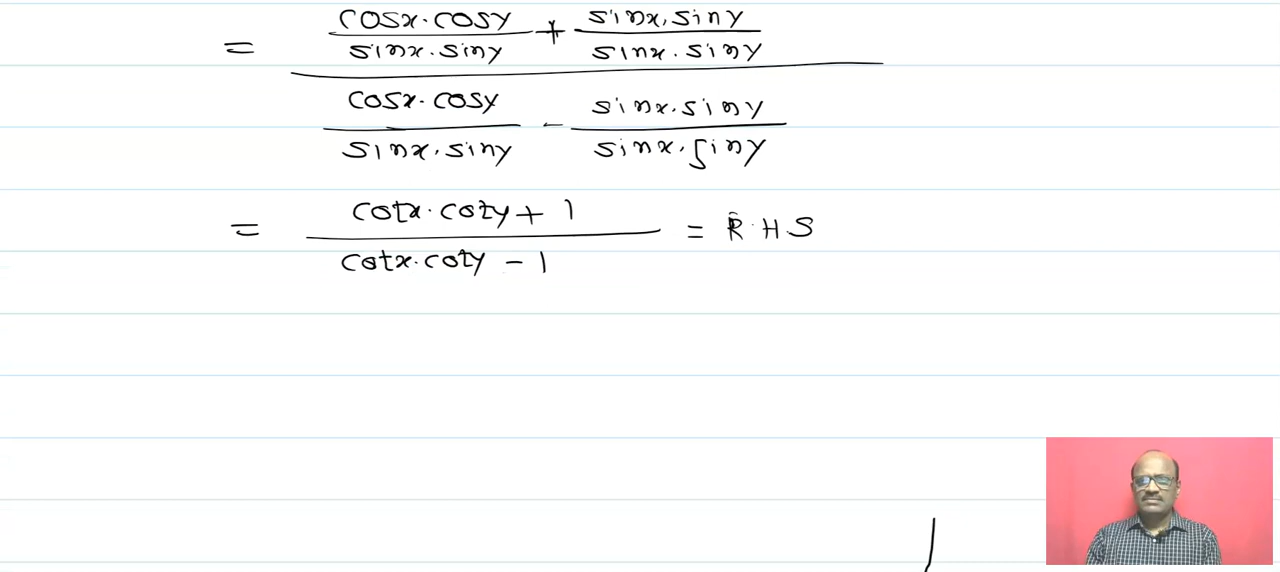 = (cosx.cosy)/(sinx.siny) + (sinx.siny)/(sinx.siny)
(cosx.cosy)/(sinx.siny) - (sinx.siny)/(sinx.siny)
= (cotx.coty + 1)/(cotx.coty - 1) = R.H.S